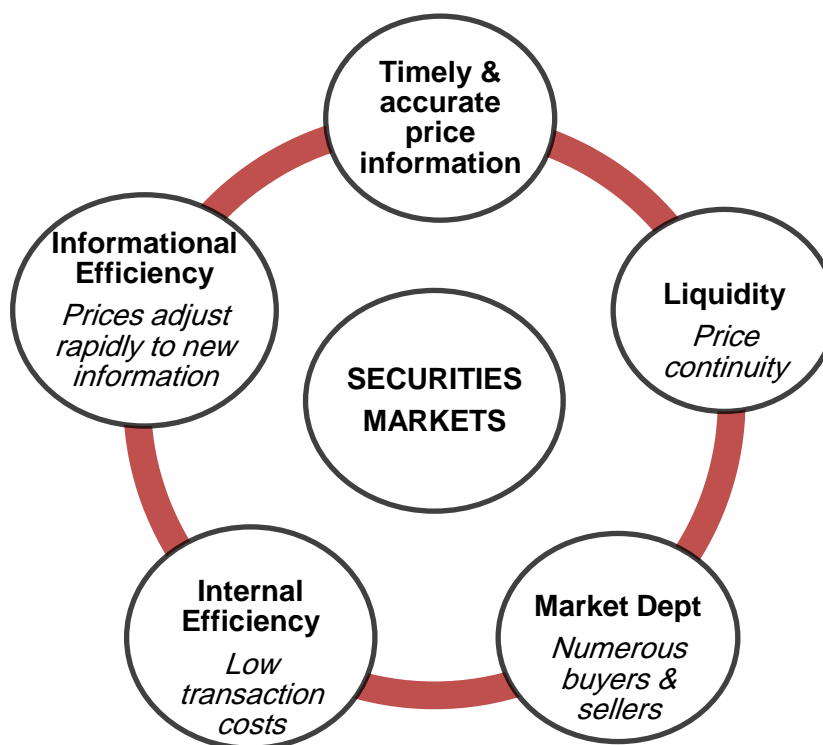 Timely &
accurate
price
information
Informational
Efficiency
Prices adjust
rapidly to new
information
Liquidity
Price
continuity
SECURITIES
MARKETS
Internal
Efficiency
Low
transaction
costs
Market Dept
Numerous
buyers &
sellers